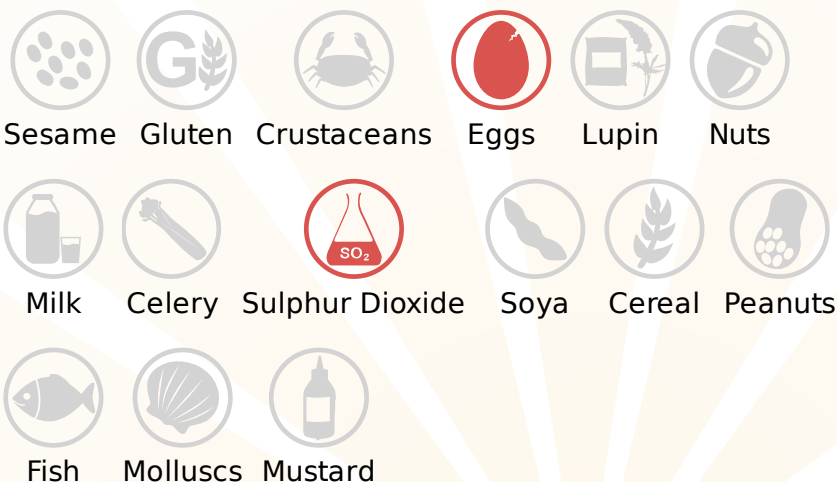 G
Sesame Gluten Crustaceans Eggs Lupin Nuts
SO₂
Milk Celery Sulphur Dioxide Soya Cereal Peanuts
Fish Molluscs Mustard